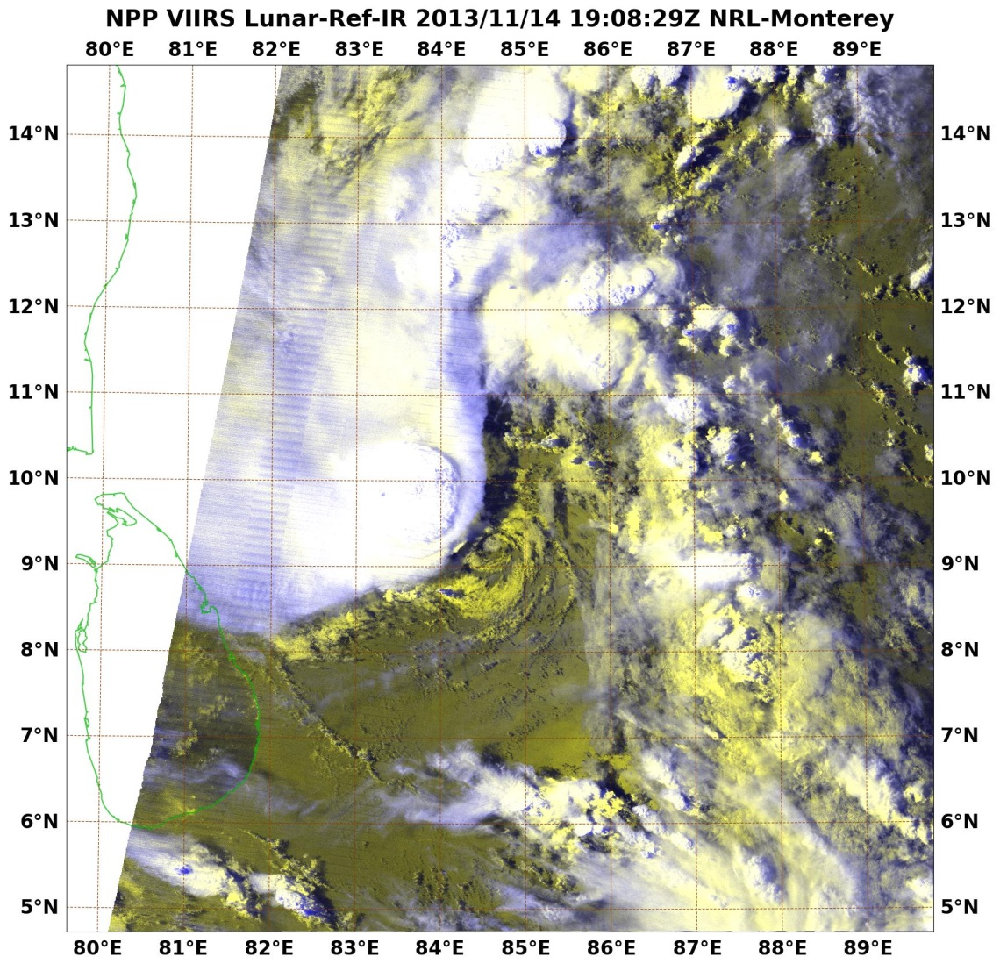 NPP VIIRS Lunar-Ref-IR 2013/11/14 19:08:29Z NRL-Monterey
80°E 81°E 82°E 83°E 84°E 85°E 86°E 87°E 88°E 89°E
14°N 14°N
13°N 13°N
12°N 12°N
11°N 11°N
10°N 10°N
9°N 9°N
8°N 8°N
7°N 7°N
6°N 6°N
5°N 5°N
80°E 81°E 82°E 83°E 84°E 85°E 86°E 87°E 88°E 89°E